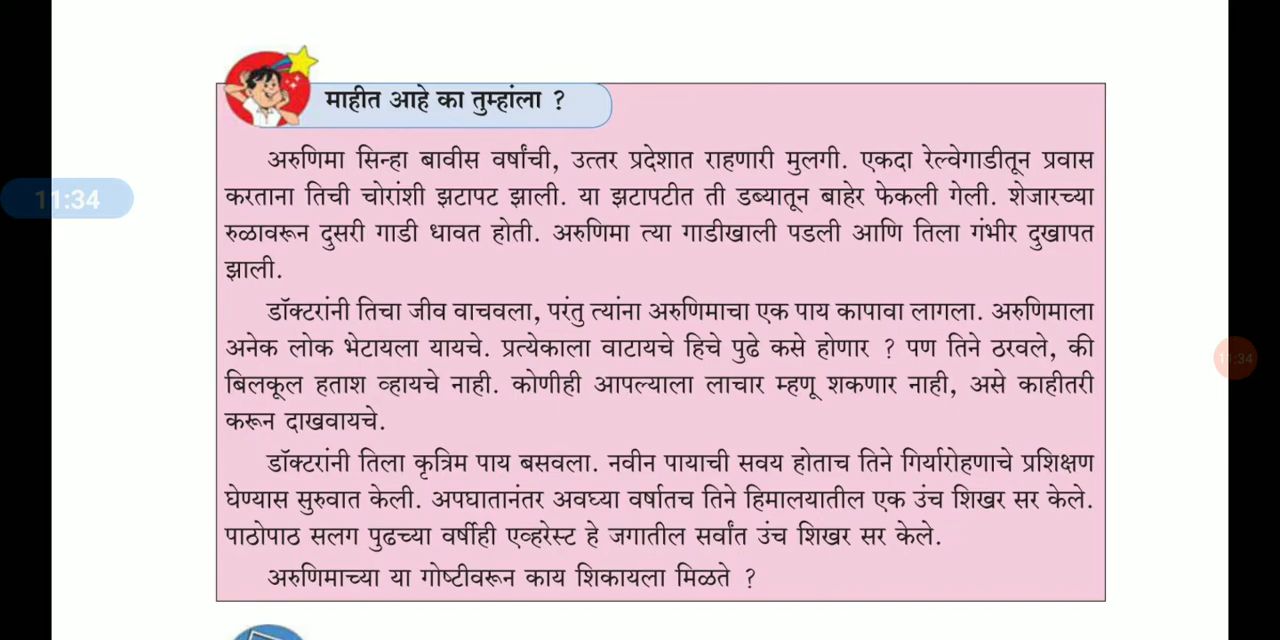 माहीत आहे का तुम्हांला ?
अरुणिमा सिन्हा बावीस वर्षांची, उत्तर प्रदेशात राहणारी मुलगी. एकदा रेल्वेगाडीतून प्रवास
करताना तिची चोरांशी झटापट झाली. या झटापटीत ती डब्यातून बाहेर फेकली गेली. शेजारच्या
11:34
रुळावरून दुसरी गाडी धावत होती. अरुणिमा त्या गाडीखाली पडली आणि तिला गंभीर दुखापत
झाली.
डॉक्टरांनी तिचा जीव वाचवला, परंतु त्यांना अरुणिमाचा एक पाय कापावा लागला. अरुणिमाला
अनेक लोक भेटायला यायचे. प्रत्येकाला वाटायचे हिचे पुढे कसे होणार ? पण तिने ठरवले, की
11:34
बिलकूल हताश व्हायचे नाही. कोणीही आपल्याला लाचार म्हणू शकणार नाही, असे काहीतरी
करून दाखवायचे.
डॉक्टरांनी तिला कृत्रिम पाय बसवला. नवीन पायाची सवय होताच तिने गिर्यारोहणाचे प्रशिक्षण
घेण्यास सुरुवात केली. अपघातानंतर अवघ्या वर्षातच तिने हिमालयातील एक उंच शिखर सर केले.
पाठोपाठ सलग पुढच्या वर्षीही एव्हरेस्ट हे जगातील सर्वांत उंच शिखर सर केले.
अरुणिमाच्या या गोष्टीवरून काय शिकायला मिळते ?